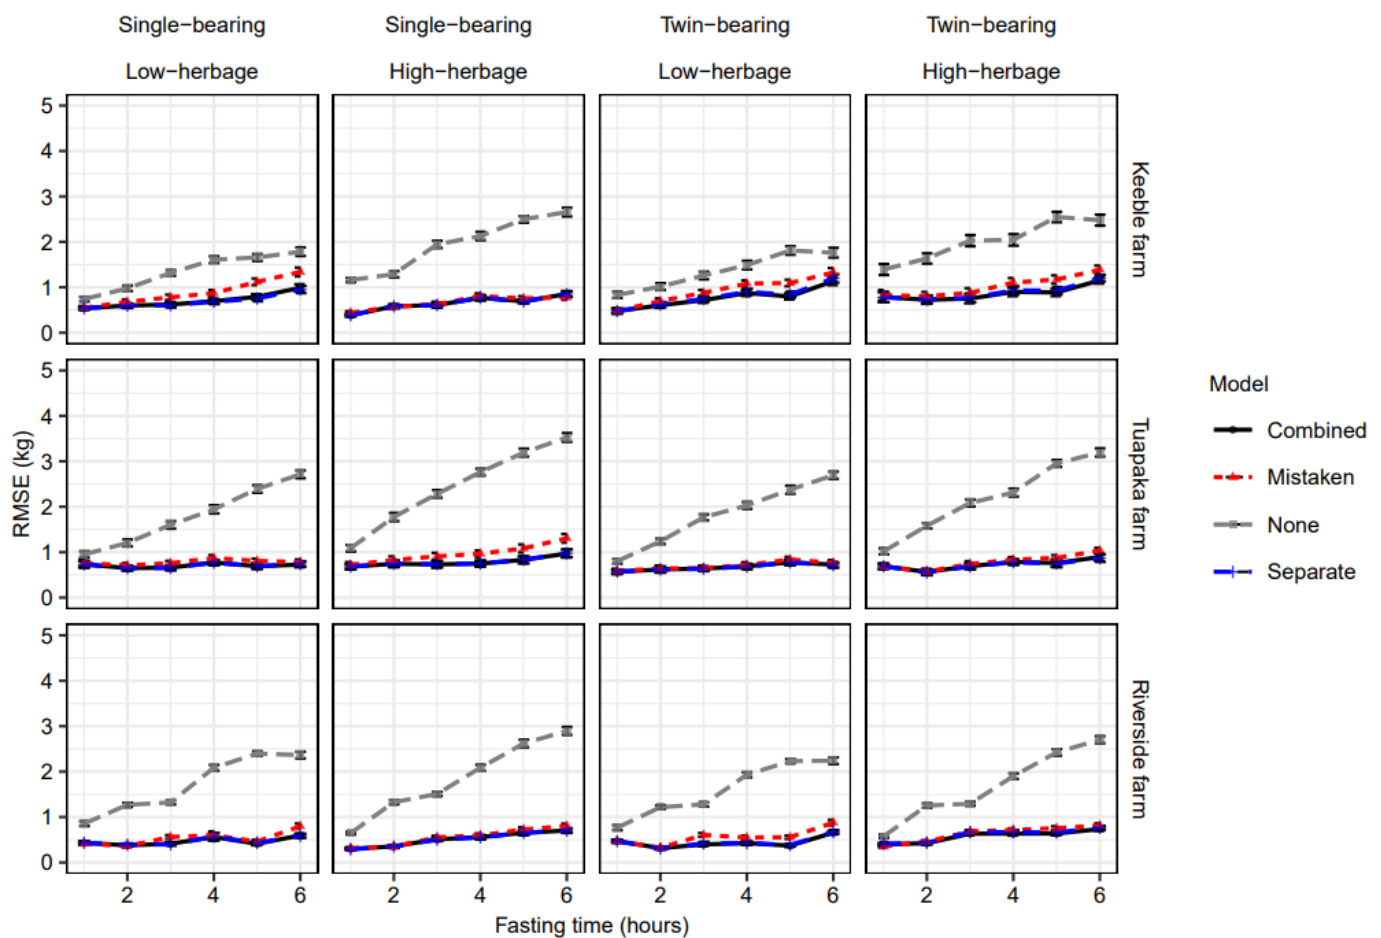 Single−bearing Single−bearing Twin−bearing Twin−bearing
Low−herbage High−herbage Low−herbage High−herbage
5
4
3
2
1
0
Keeble farm
5
4
3
2
1
0
Tuapaka farm
RMSE (kg)
5
4
3
2
1
0
Riverside farm
2 4 6 2 4 6 2 4 6 2 4 6
Fasting time (hours)
Model
Combined
Mistaken
None
Separate